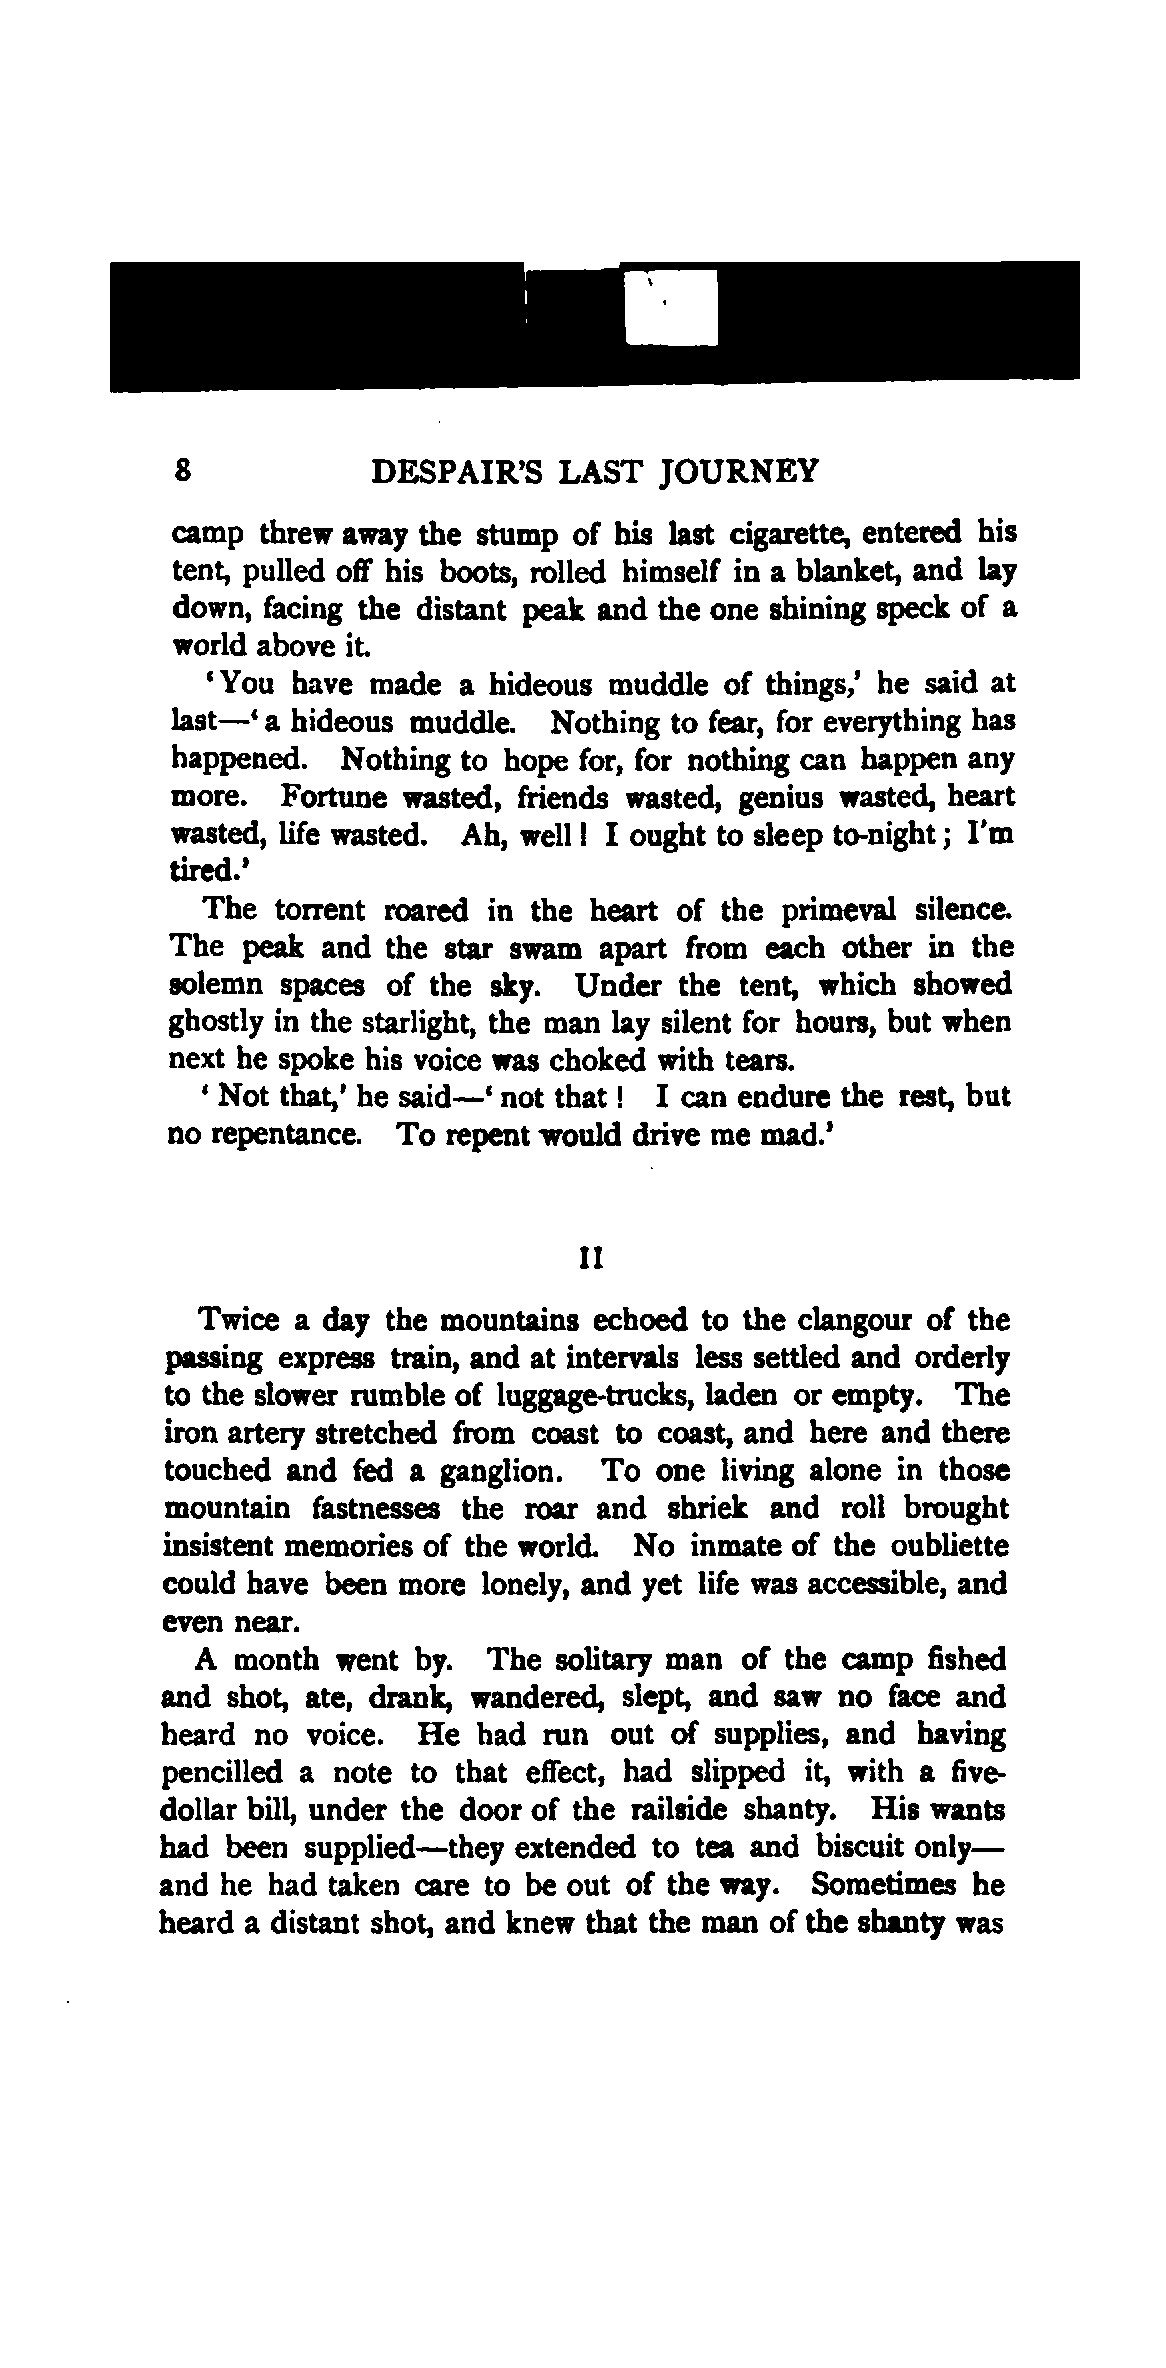 8 DESPAIR'S LAST JOURNEY
camp threw away the stump of his last cigarette, entered his
tent, pulled off his boots, rolled himself in a blanket, and lay
down, facing the distant peak and the one shining speck of a
world above it.
‘You have made a hideous muddle of things,’ he said at
last—‘a hideous muddle. Nothing to fear, for everything has
happened. Nothing to hope for, for nothing can happen any
more. Fortune wasted, friends wasted, genius wasted, heart
wasted, life wasted. Ah, well! I ought to sleep to-night; I'm
tired.’
The torrent roared in the heart of the primeval silence.
The peak and the star swam apart from each other in the
solemn spaces of the sky. Under the tent, which showed
ghostly in the starlight, the man lay silent for hours, but when
next he spoke his voice was choked with tears.
‘Not that,’ he said—‘not that! I can endure the rest, but
no repentance. To repent would drive me mad.’
II
Twice a day the mountains echoed to the clangour of the
passing express train, and at intervals less settled and orderly
to the slower rumble of luggage-trucks, laden or empty. The
iron artery stretched from coast to coast, and here and there
touched and fed a ganglion. To one living alone in those
mountain fastnesses the roar and shriek and roll brought
insistent memories of the world. No inmate of the oubliette
could have been more lonely, and yet life was accessible, and
even near.
A month went by. The solitary man of the camp fished
and shot, ate, drank, wandered, slept, and saw no face and
heard no voice. He had run out of supplies, and having
pencilled a note to that effect, had slipped it, with a five-
dollar bill, under the door of the railside shanty. His wants
had been supplied—they extended to tea and biscuit only—
and he had taken care to be out of the way. Sometimes he
heard a distant shot, and knew that the man of the shanty was